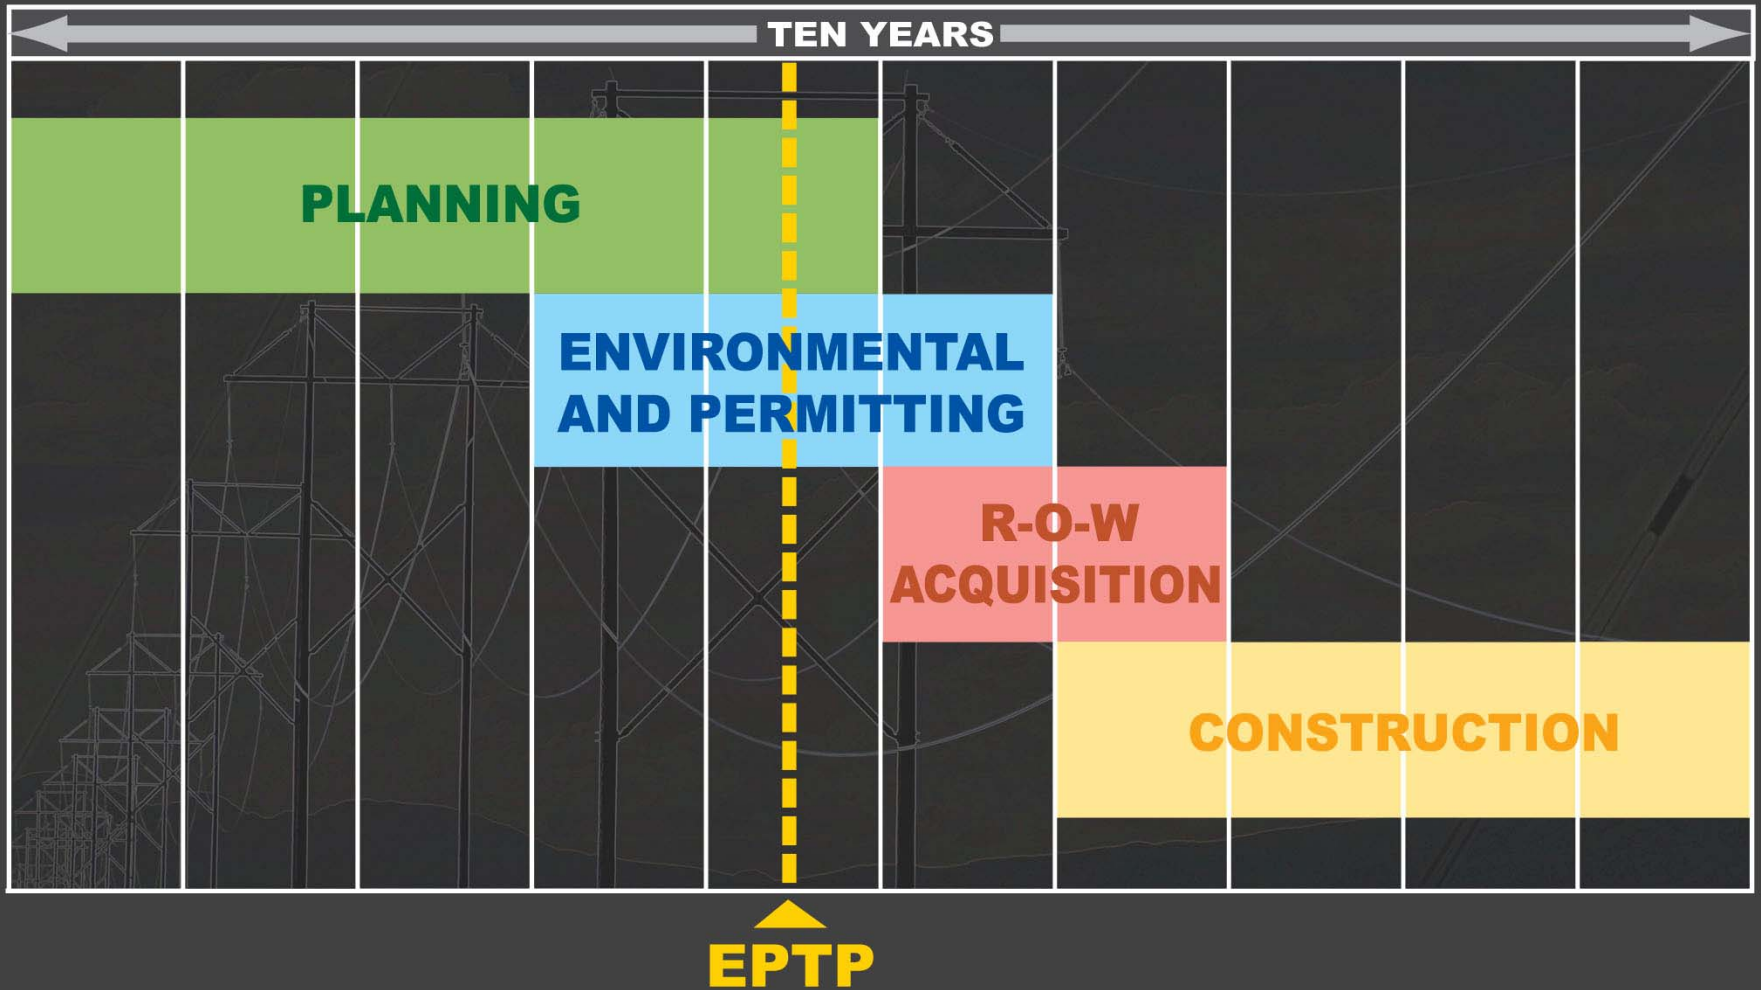 TEN YEARS
PLANNING
ENVIRONMENTAL
AND PERMITTING
R-O-W
ACQUISITION
CONSTRUCTION
EPTP